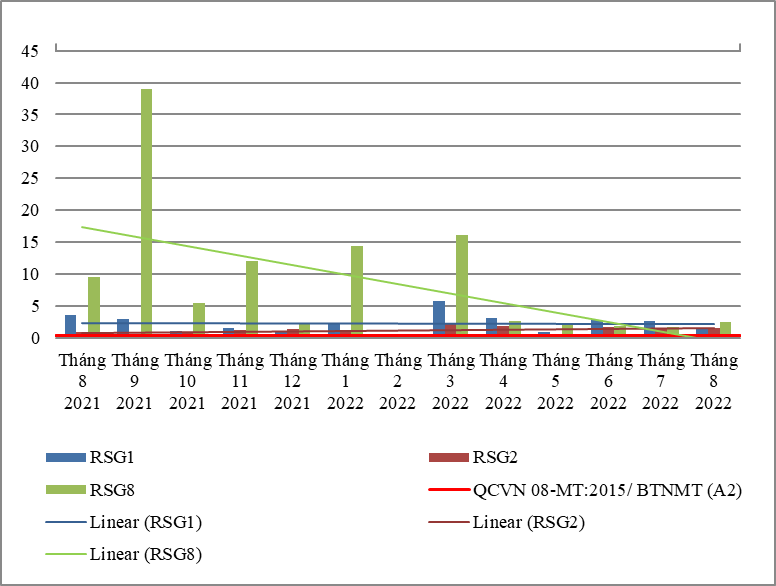 45
40
35
30
25
20
15
10
5
0
Tháng Tháng Tháng Tháng Tháng Tháng Tháng Tháng Tháng Tháng Tháng Tháng Tháng
8 9 10 11 12 1 2 3 4 5 6 7 8
2021 2021 2021 2021 2021 2022 2022 2022 2022 2022 2022 2022 2022
RSG1 RSG2
RSG8 QCVN 08-MT:2015/ BTNMT (A2)
Linear (RSG1) Linear (RSG2)
Linear (RSG8)